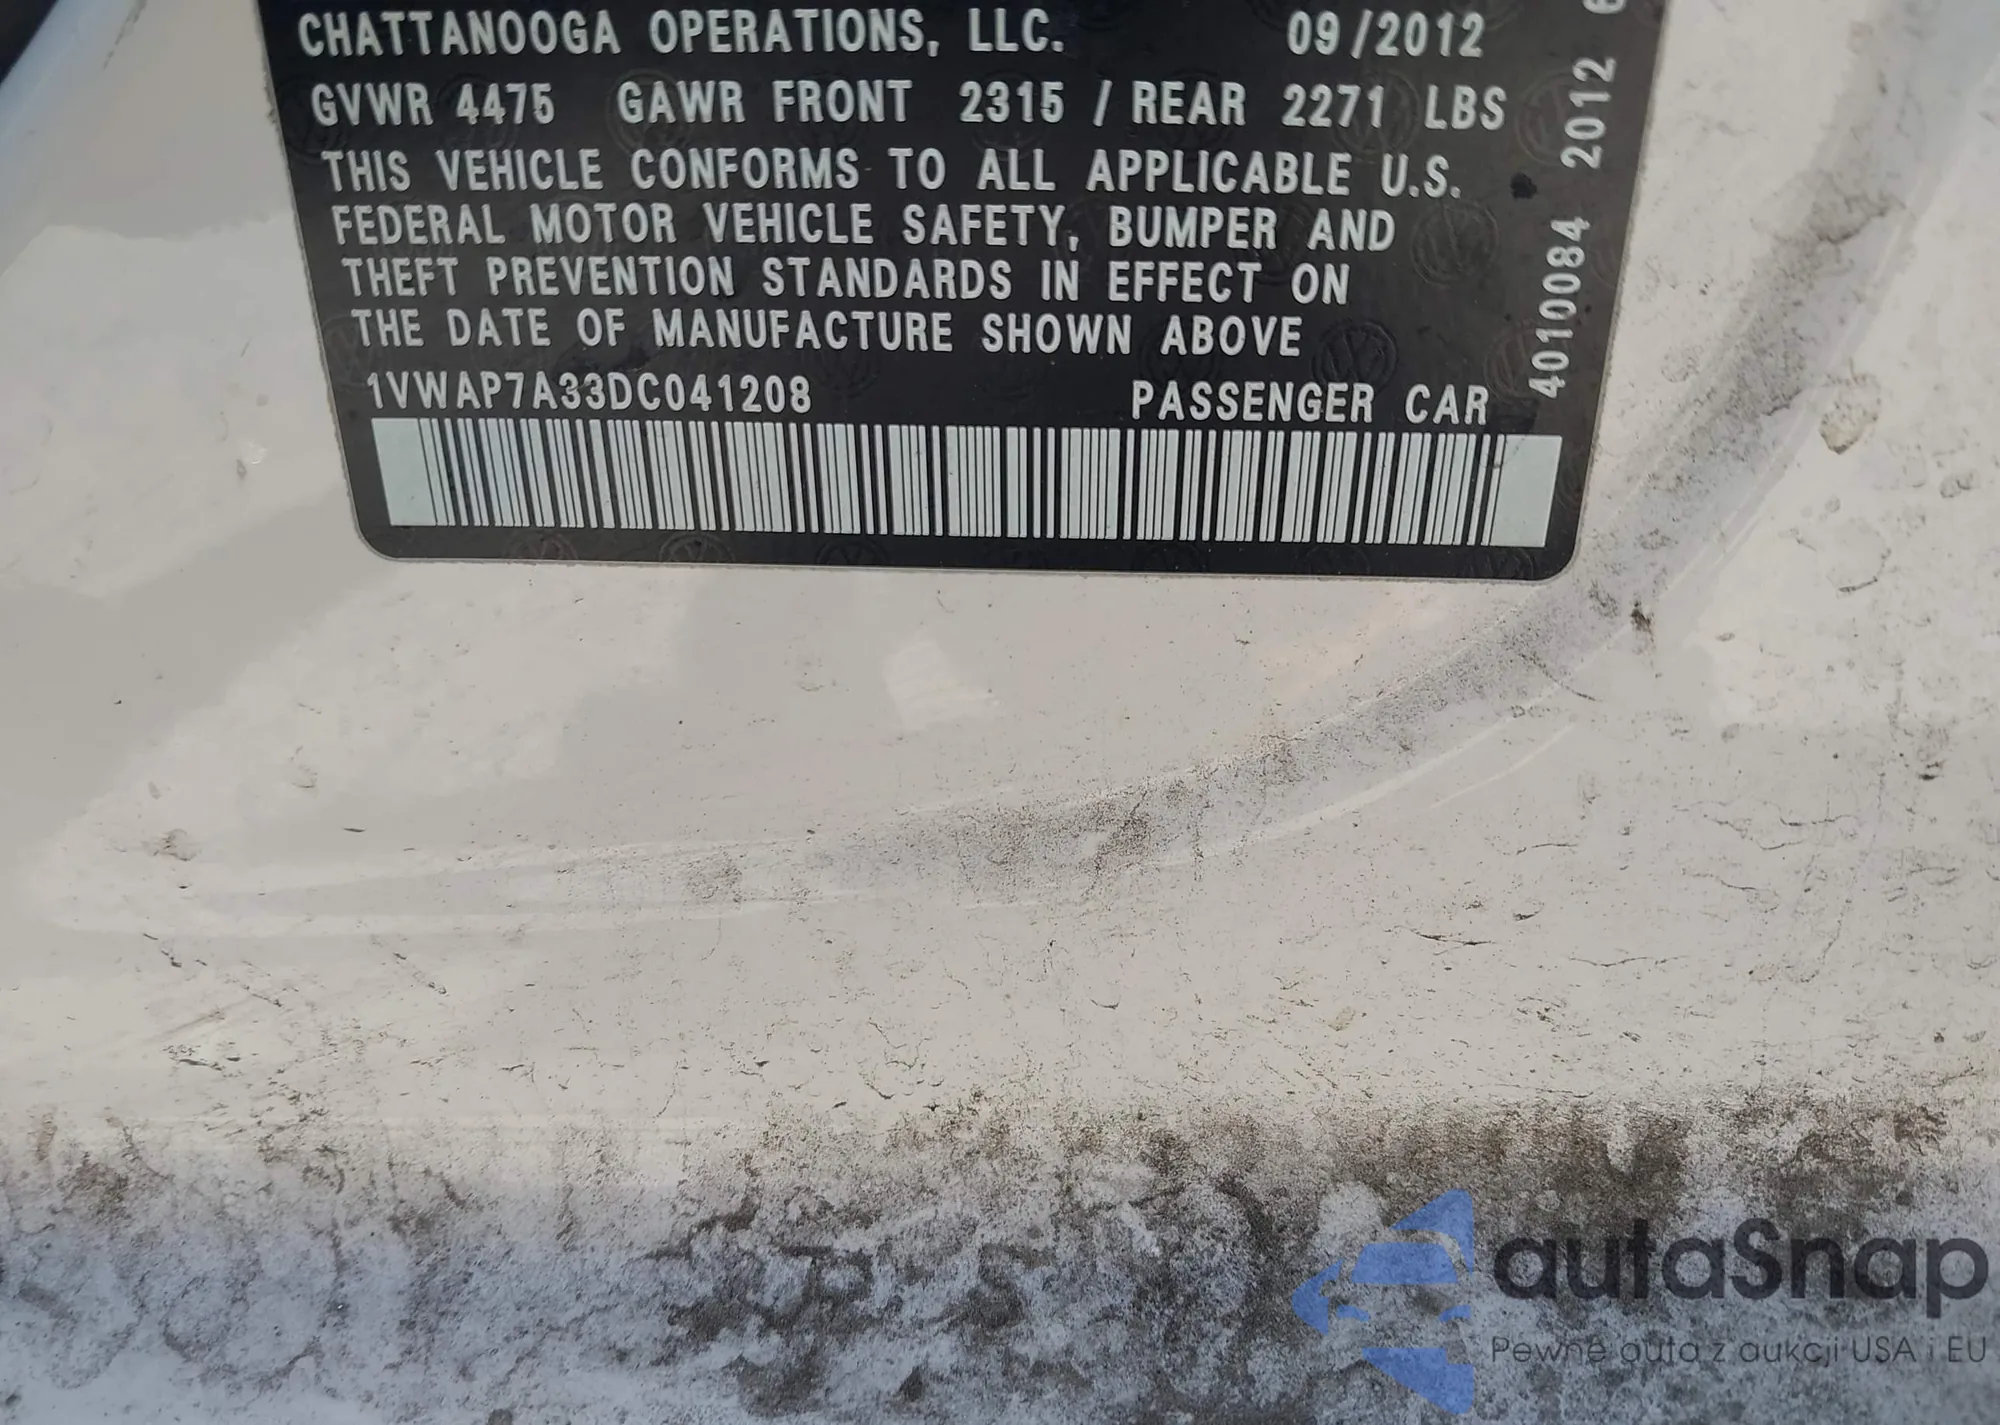 CHATTANOOGA OPERATIONS, LLC. 09/2012
GVWR 4475 GAWR FRONT 2315 / REAR 2271 LBS
THIS VEHICLE CONFORMS TO ALL APPLICABLE U.S.
FEDERAL MOTOR VEHICLE SAFETY, BUMPER AND
THEFT PREVENTION STANDARDS IN EFFECT ON
THE DATE OF MANUFACTURE SHOWN ABOVE
1VWAP7A33DC041208 PASSENGER CAR
40100084 2012
autaSnap
Pewne auta z aukcji USA i EU